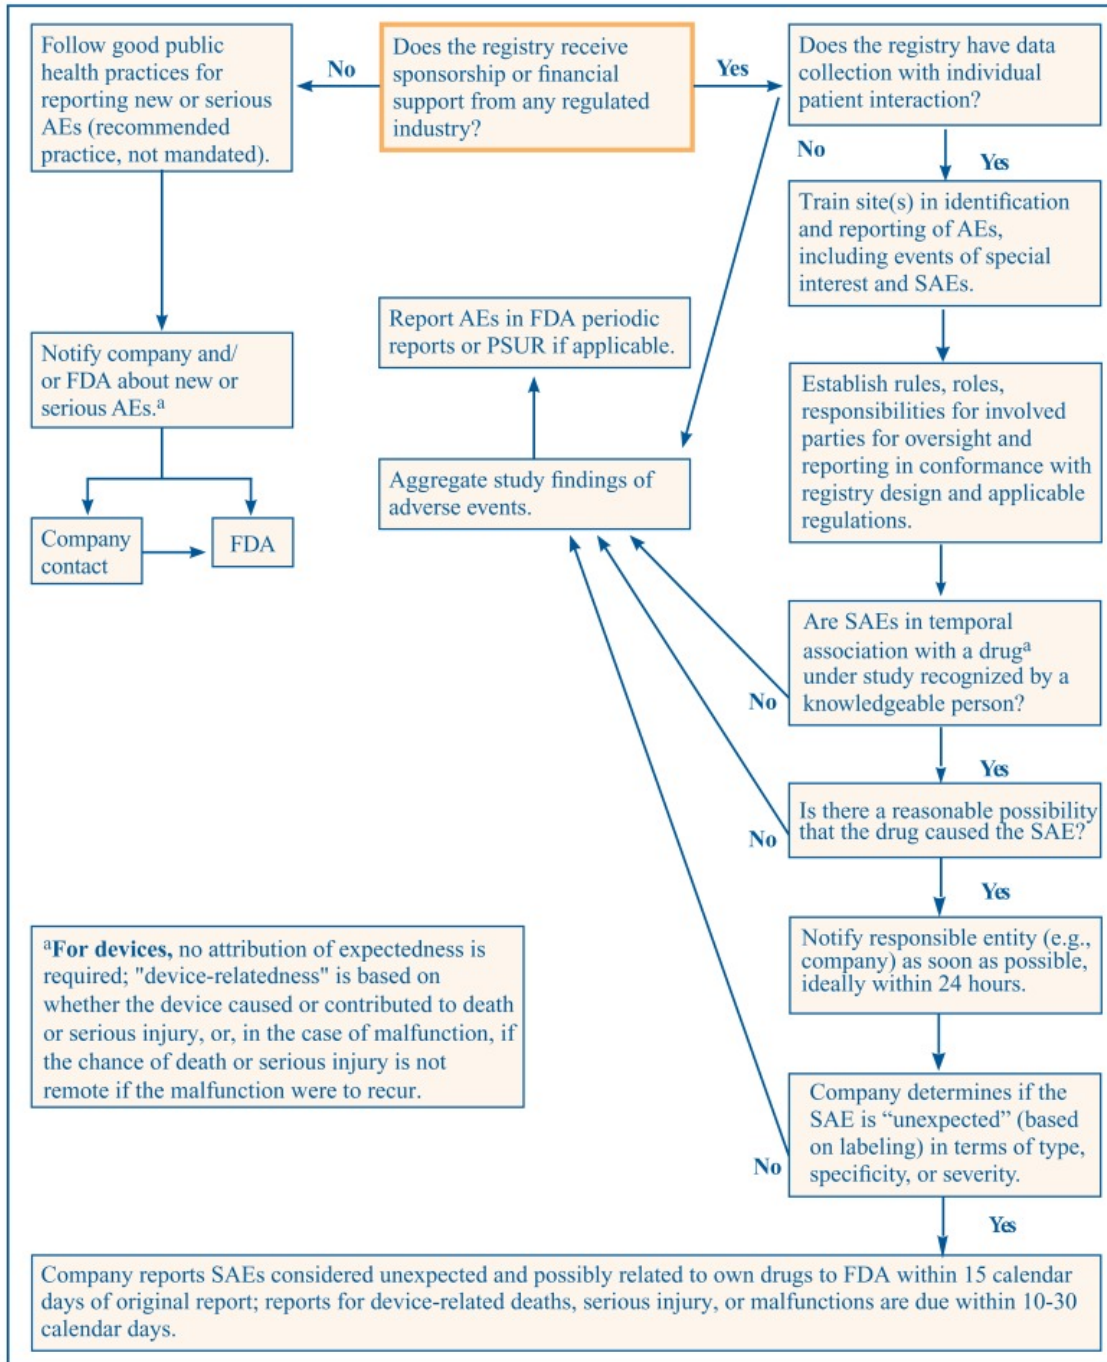 Follow good public
health practices for
reporting new or serious
AEs (recommended
practice, not mandated).
No
Does the registry receive
sponsorship or financial
support from any regulated
industry?
Yes
Does the registry have data
collection with individual
patient interaction?
No
Yes
Train site(s) in identification
and reporting of AEs,
including events of special
interest and SAEs.
Report AEs in FDA periodic
reports or PSUR if applicable.
Notify company and/
or FDA about new or
serious AEs.a
Establish rules, roles,
responsibilities for involved
parties for oversight and
reporting in conformance with
registry design and applicable
regulations.
Aggregate study findings of
adverse events.
Company
contact
FDA
Are SAEs in temporal
association with a druga
under study recognized by a
knowledgeable person?
No
Yes
Is there a reasonable possibility
that the drug caused the SAE?
No
Yes
Notify responsible entity (e.g.,
company) as soon as possible,
ideally within 24 hours.
aFor devices, no attribution of expectedness is
required; "device-relatedness" is based on
whether the device caused or contributed to death
or serious injury, or, in the case of malfunction, if
the chance of death or serious injury is not
remote if the malfunction were to recur.
Company determines if the
SAE is “unexpected” (based
on labeling) in terms of type,
specificity, or severity.
No
Yes
Company reports SAEs considered unexpected and possibly related to own drugs to FDA within 15 calendar
days of original report; reports for device-related deaths, serious injury, or malfunctions are due within 10-30
calendar days.